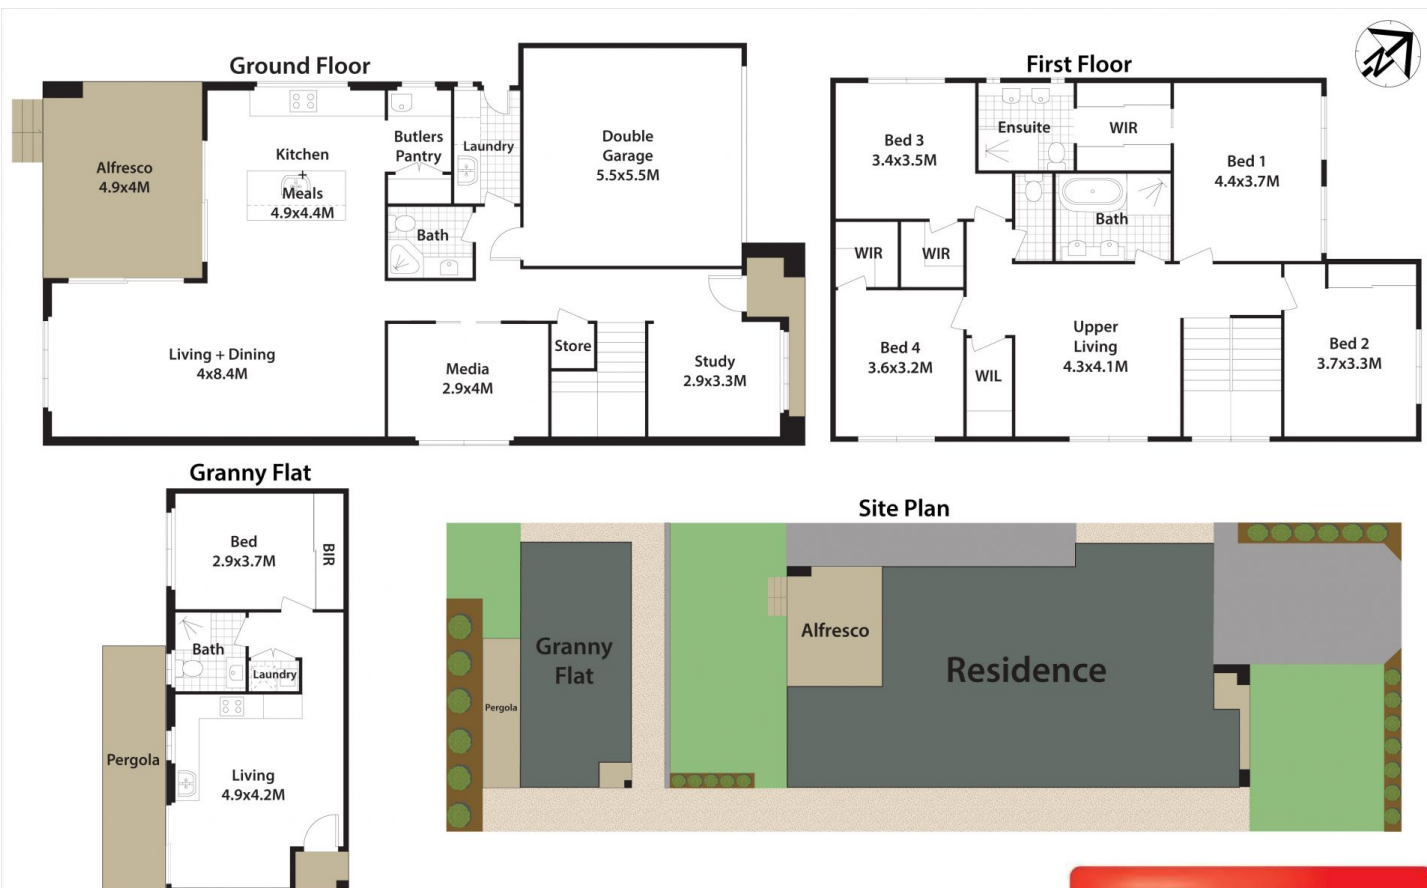 Ground Floor
Alfresco
4.9x4M
Kitchen
+
Meals
4.9x4.4M
Butlers
Pantry
Laundry
Double
Garage
5.5x5.5M
Bath
Living + Dining
4x8.4M
Media
2.9x4M
Store
Study
2.9x3.3M
First Floor
N
Bed 3
3.4x3.5M
Ensuite
WIR
Bed 1
4.4x3.7M
Bath
WIR
WIR
Bed 4
3.6x3.2M
WIL
Upper
Living
4.3x4.1M
Bed 2
3.7x3.3M
Granny Flat
Bed
2.9x3.7M
BIR
Bath
Laundry
Pergola
Living
4.9x4.2M
Site Plan
Granny
Flat
Pergola
Alfresco
Residence